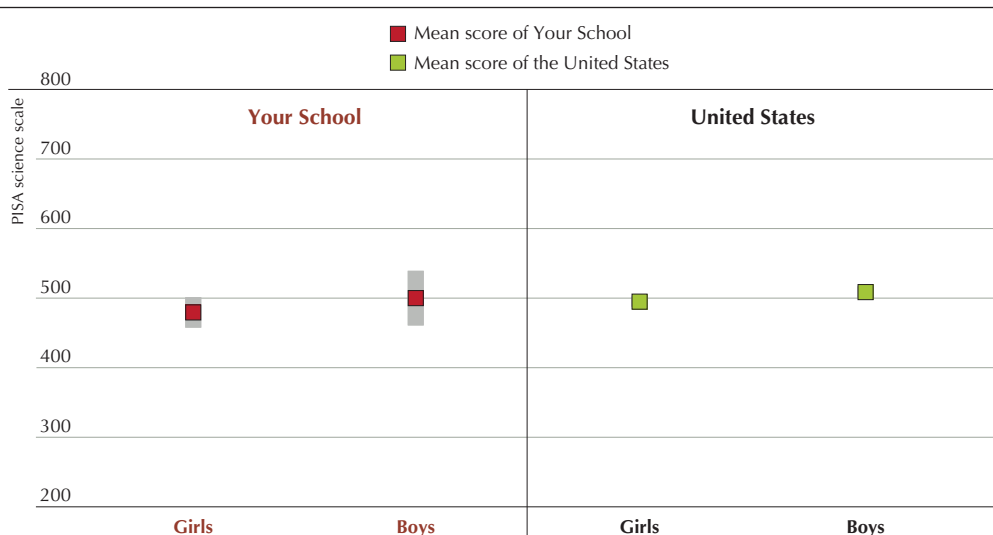 Mean score of Your School
Mean score of the United States
PISA science scale
800
700
600
500
400
300
200
Your School
United States
Girls
Boys
Girls
Boys